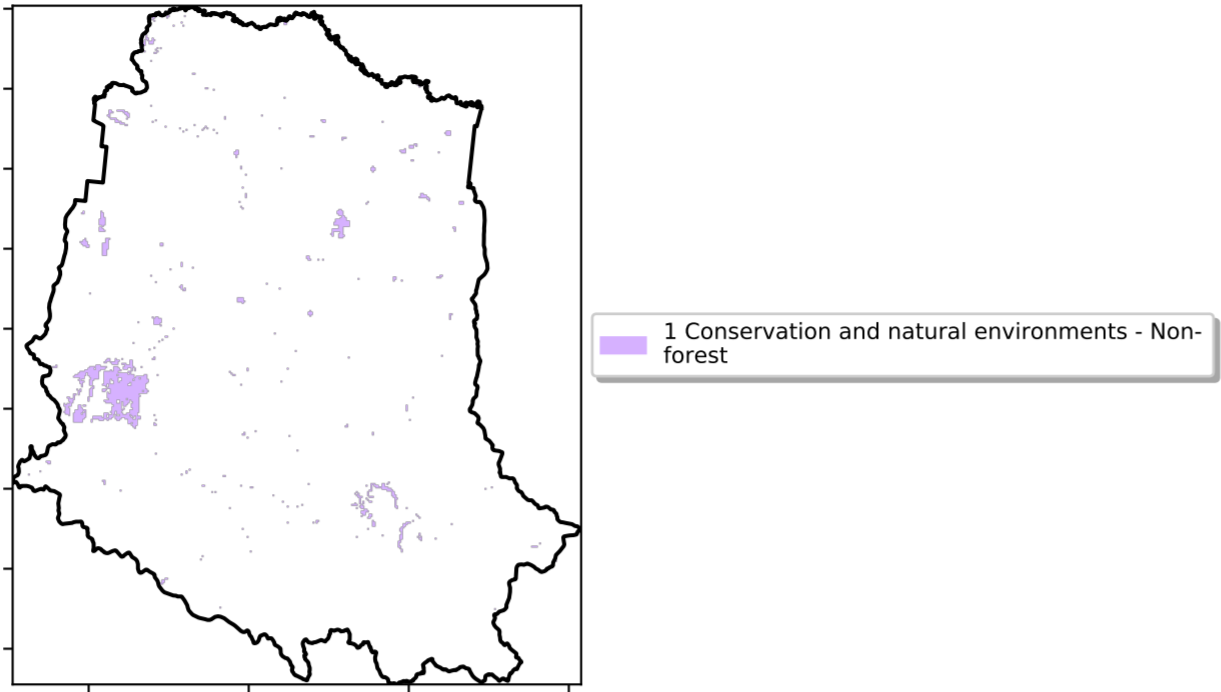 1 Conservation and natural environments - Non-
forest